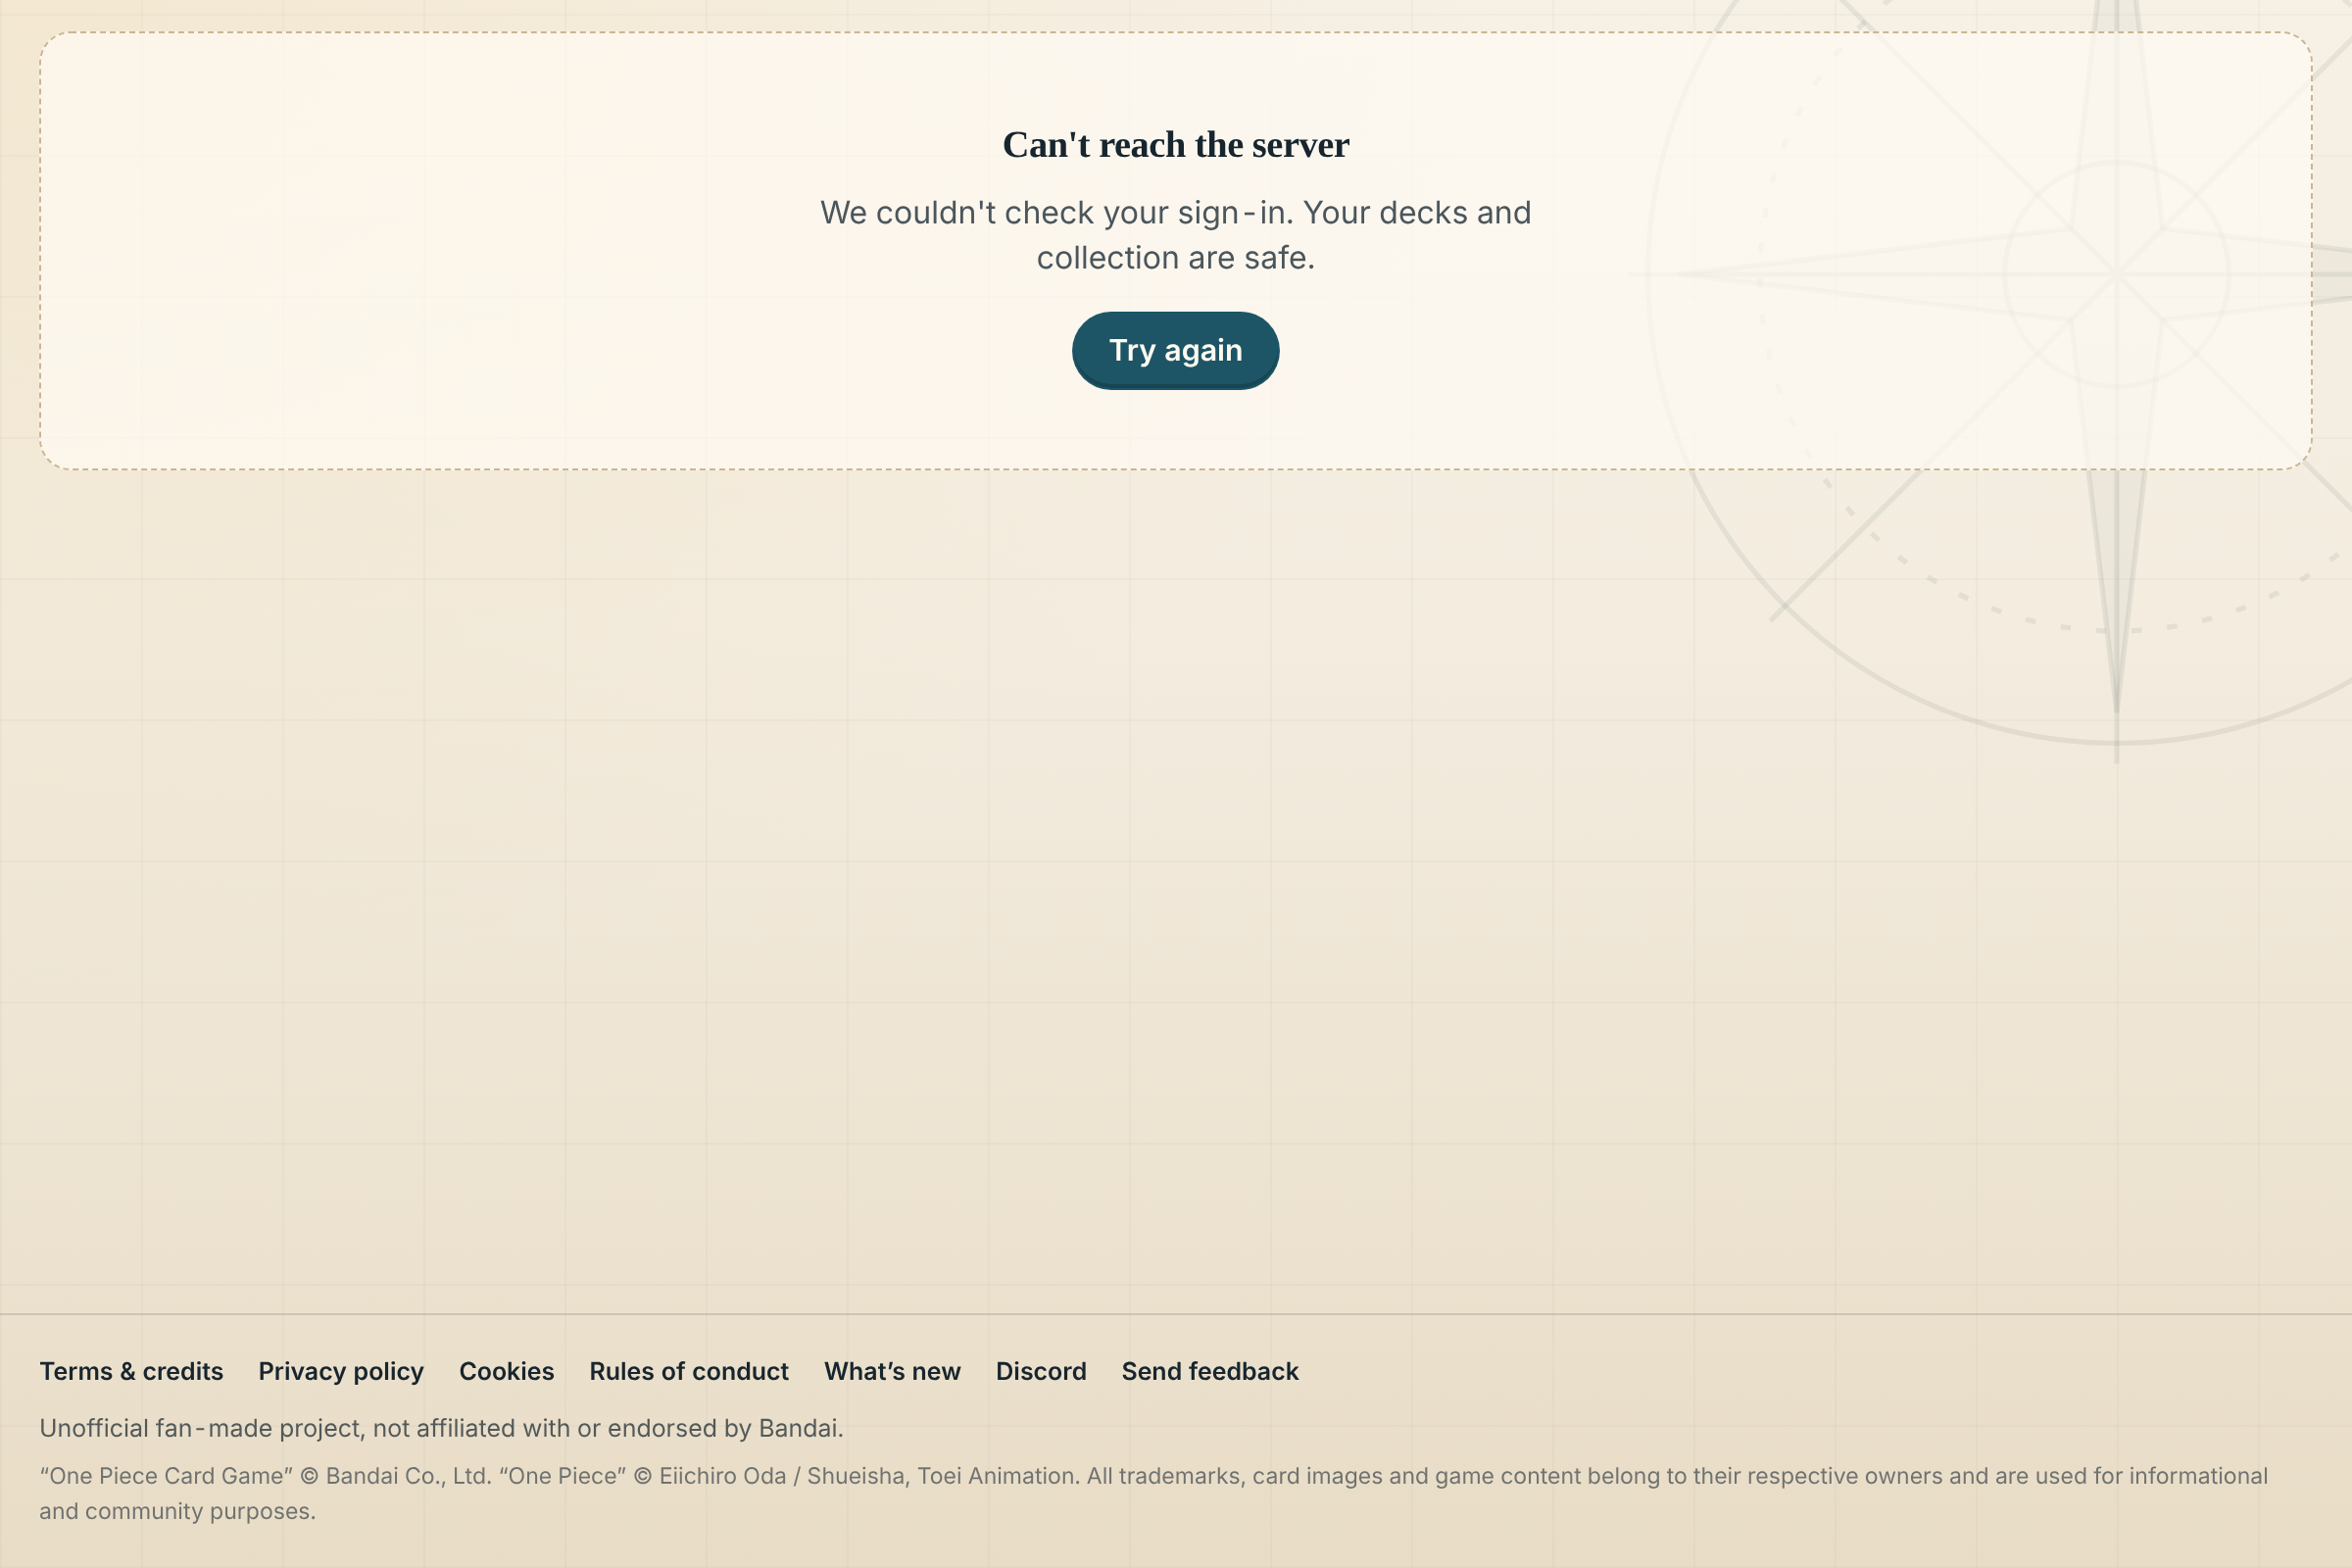 Can't reach the server
We couldn't check your sign-in. Your decks and
collection are safe.
Try again
Terms & credits Privacy policy Cookies Rules of conduct What’s new Discord Send feedback
Unofficial fan-made project, not affiliated with or endorsed by Bandai.
“One Piece Card Game” © Bandai Co., Ltd. “One Piece” © Eiichiro Oda / Shueisha, Toei Animation. All trademarks, card images and game content belong to their respective owners and are used for informational
and community purposes.